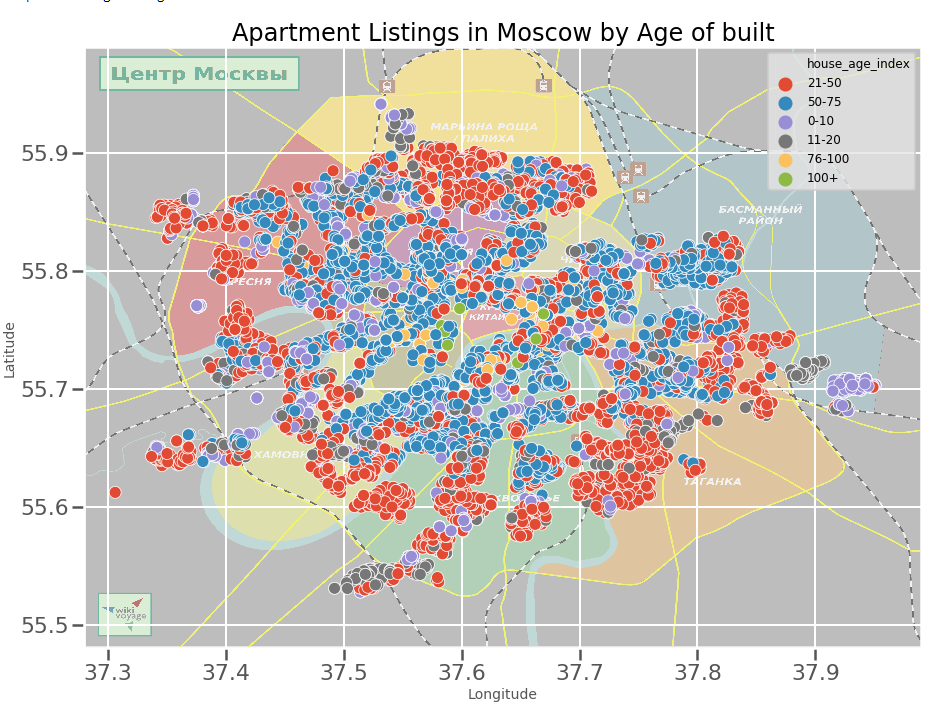 Apartment Listings in Moscow by Age of built
Центр Москвы
house_age_index
21-50
50-75
0-10
11-20
76-100
100+
МАРЬИНА РОЩА
ПАЛИХА
БАСМАННЫЙ
РАЙОН
ХАМОВН
ТАГАНКА
КИТАЙ
wiki
voyage
Latitude
55.9
55.8
55.7
55.6
55.5
37.3
37.4
37.5
37.6
37.7
37.8
37.9
Longitude